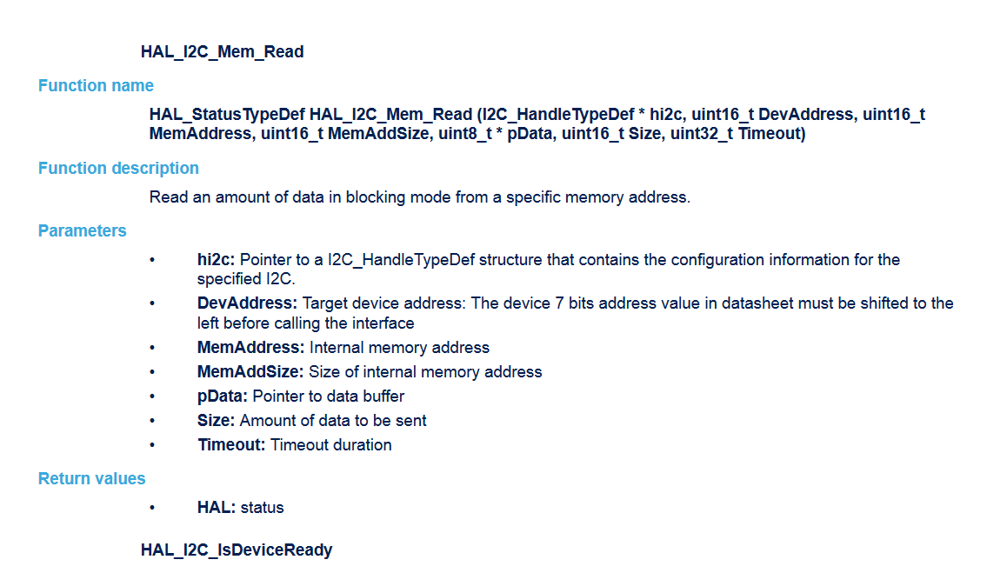 HAL_I2C_Mem_Read
Function name
HAL_StatusTypeDef HAL_I2C_Mem_Read (I2C_HandleTypeDef * hi2c, uint16_t DevAddress, uint16_t
MemAddress, uint16_t MemAddSize, uint8_t * pData, uint16_t Size, uint32_t Timeout)
Function description
Read an amount of data in blocking mode from a specific memory address.
Parameters
• hi2c: Pointer to a I2C_HandleTypeDef structure that contains the configuration information for the
specified I2C.
• DevAddress: Target device address: The device 7 bits address value in datasheet must be shifted to the
left before calling the interface
• MemAddress: Internal memory address
• MemAddSize: Size of internal memory address
• pData: Pointer to data buffer
• Size: Amount of data to be sent
• Timeout: Timeout duration
Return values
• HAL: status
HAL_I2C_IsDeviceReady